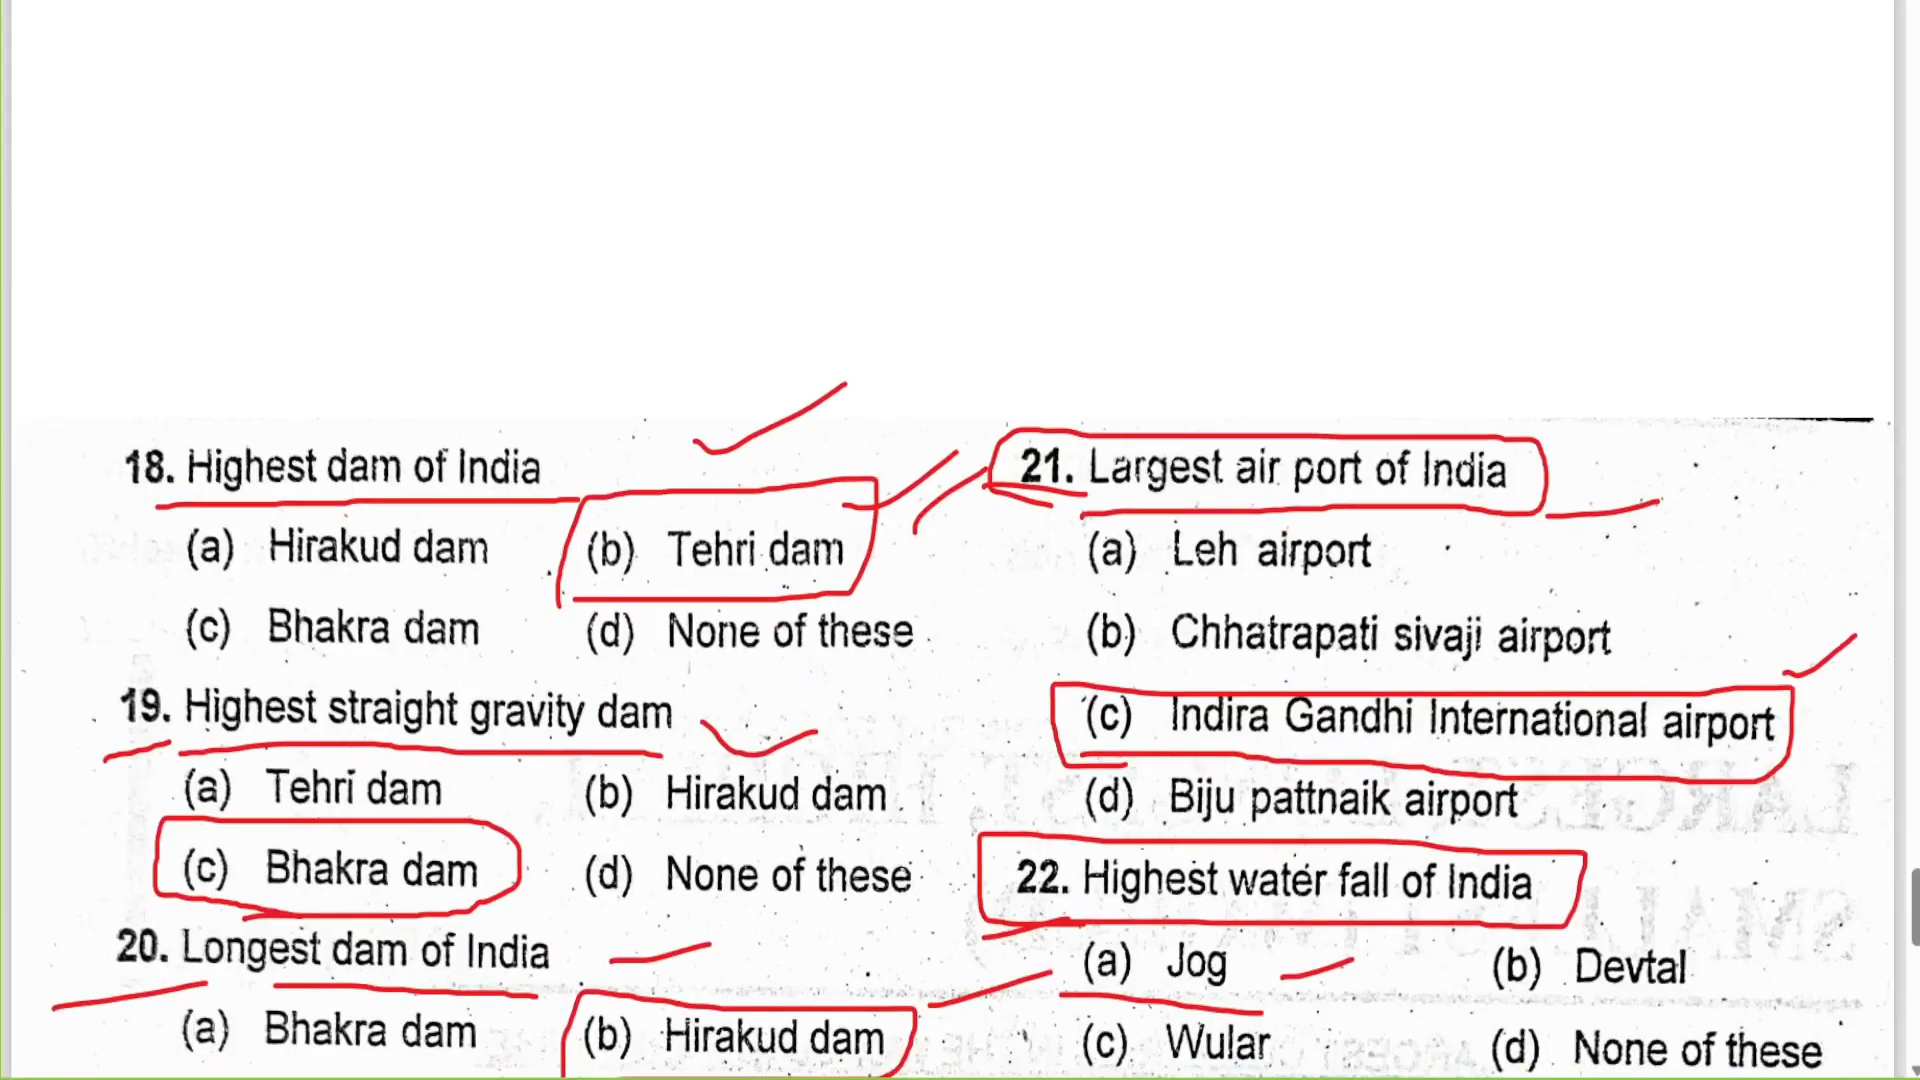 18. Highest dam of India
(a) Hirakud dam (b) Tehri dam
(c) Bhakra dam (d) None of these
19. Highest straight gravity dam
(a) Tehri dam (b) Hirakud dam
(c) Bhakra dam (d) None of these
20. Longest dam of India
(a) Bhakra dam (b) Hirakud dam
21. Largest air port of India
(a) Leh airport
(b) Chhatrapati sivaji airport
(c) Indira Gandhi International airport
(d) Biju pattnaik airport
22. Highest water fall of India
(a) Jog (b) Devtal
(c) Wular (d) None of these